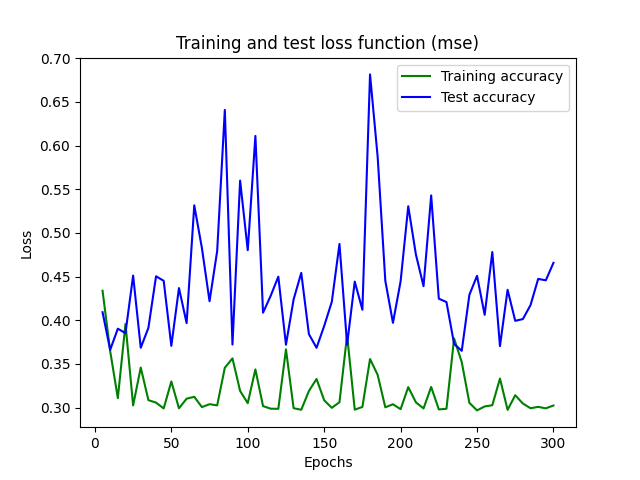 Training and test loss function (mse)
Training accuracy
Test accuracy
0.70
0.65
0.60
0.55
0.50
0.45
0.40
0.35
0.30
Loss
0 50 100 150 200 250 300
Epochs